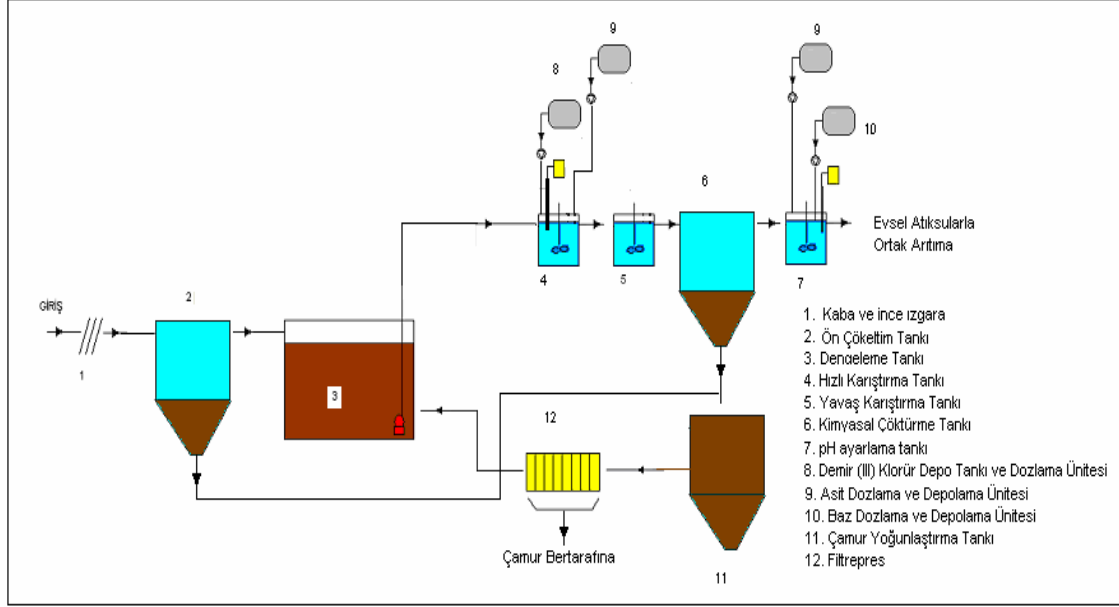 9
9
8
10
6
4
5
7
Evsel Atıksularla
Ortak Arıtıma
GİRİŞ
2
1
3
12
11
Çamur Bertarafına
1. Kaba ve ince ızgara
2. Ön Çökeltim Tankı
3. Dengeleme Tankı
4. Hızlı Karıştırma Tankı
5. Yavaş Karıştırma Tankı
6. Kimyasal Çöktürme Tankı
7. pH ayarlama tankı
8. Demir (III) Klorür Depo Tankı ve Dozlama Ünitesi
9. Asit Dozlama ve Depolama Ünitesi
10. Baz Dozlama ve Depolama Ünitesi
11. Çamur Yoğunlaştırma Tankı
12. Filtrepres